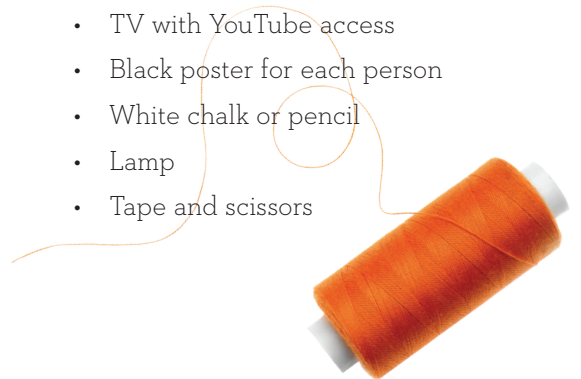 • TV with YouTube access
• Black poster for each person
• White chalk or pencil
• Lamp
• Tape and scissors